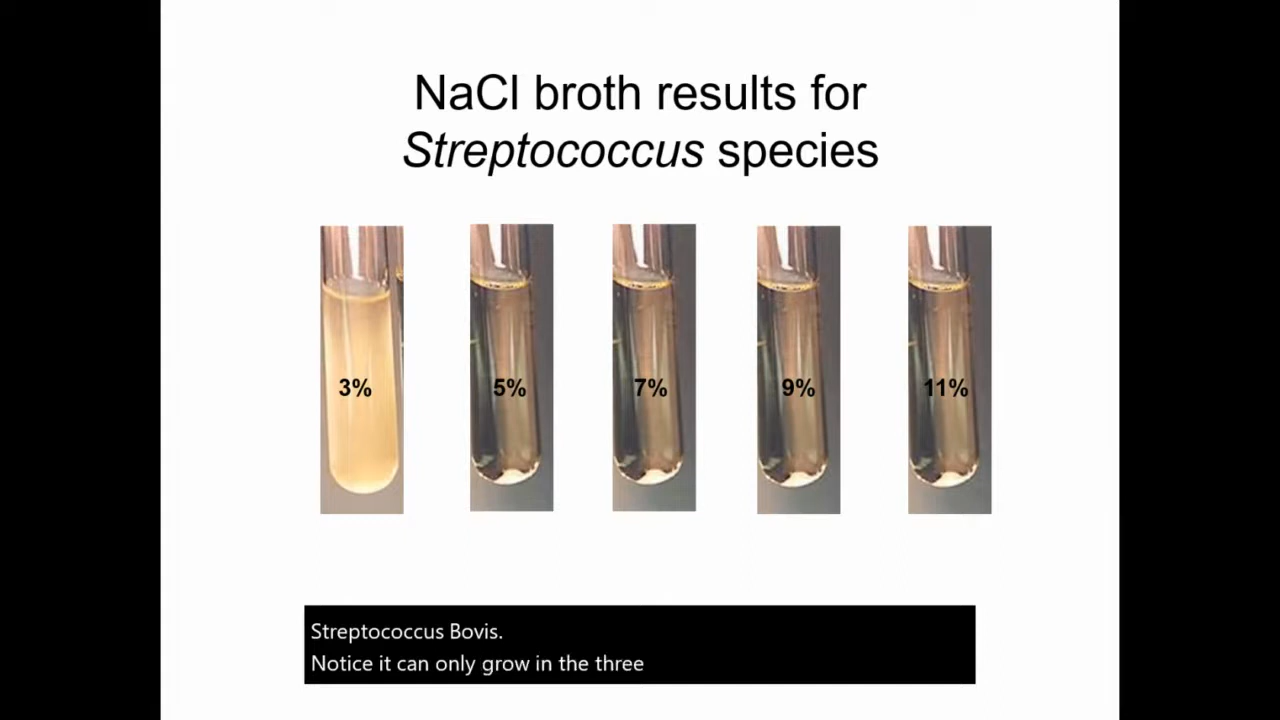 NaCl broth results for
Streptococcus species
3%
5%
7%
9%
11%
Streptococcus Bovis.
Notice it can only grow in the three